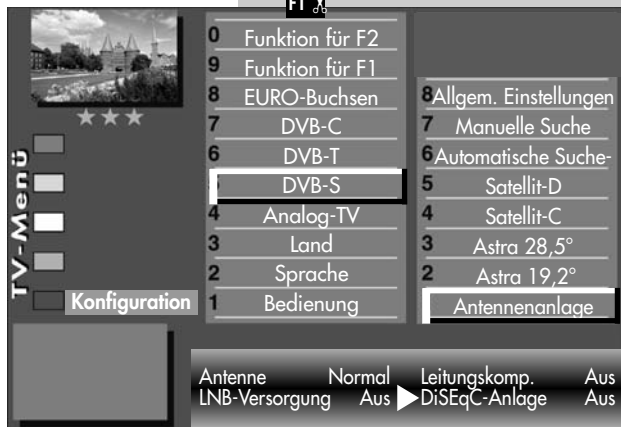 F1
0 Funktion für F2
9 Funktion für F1
8 EURO-Buchsen
7 DVB-C
6 DVB-T
DVB-S
4 Analog-TV
3 Land
2 Sprache
1 Bedienung
8 Allgem. Einstellungen
7 Manuelle Suche
6 Automatische Suche-
5 Satellit-D
4 Satellit-C
3 Astra 28,5°
2 Astra 19,2°
Antennenanlage
TV-Menü
Konfiguration
Antenne Normal Leitungskomp. Aus
LNB-Versorgung Aus DiSEqC-Anlage Aus